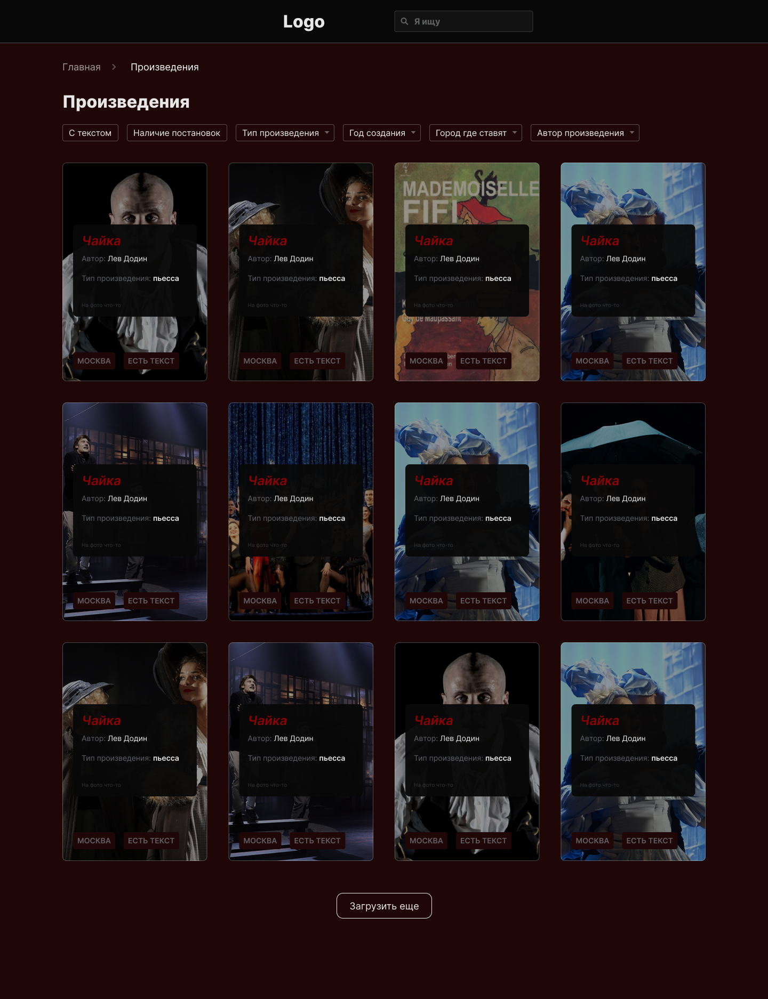 Logo
Я ищу
Главная
Произведения
Произведения
С текстом
Наличие постановок
Тип произведения
Год создания
Город где ставят
Автор произведения
Чайка
Автор: Лев Додин
Тип произведения: пьесса
На фото что-то
МОСКВА
ЕСТЬ ТЕКСТ
Чайка
Автор: Лев Додин
Тип произведения: пьесса
На фото что-то
МОСКВА
ЕСТЬ ТЕКСТ
MADEMOISELLE
FIFI
Чайка
Автор: Лев Додин
Тип произведения: пьесса
На фото что-то
Guy de Maupassant
МОСКВА
ЕСТЬ ТЕКСТ
Чайка
Автор: Лев Додин
Тип произведения: пьесса
На фото что-то
МОСКВА
ЕСТЬ ТЕКСТ
Чайка
Автор: Лев Додин
Тип произведения: пьесса
На фото что-то
МОСКВА
ЕСТЬ ТЕКСТ
Чайка
Автор: Лев Додин
Тип произведения: пьесса
На фото что-то
МОСКВА
ЕСТЬ ТЕКСТ
Чайка
Автор: Лев Додин
Тип произведения: пьесса
На фото что-то
МОСКВА
ЕСТЬ ТЕКСТ
Чайка
Автор: Лев Додин
Тип произведения: пьесса
На фото что-то
МОСКВА
ЕСТЬ ТЕКСТ
Чайка
Автор: Лев Додин
Тип произведения: пьесса
На фото что-то
МОСКВА
ЕСТЬ ТЕКСТ
Чайка
Автор: Лев Додин
Тип произведения: пьесса
На фото что-то
МОСКВА
ЕСТЬ ТЕКСТ
Чайка
Автор: Лев Додин
Тип произведения: пьесса
На фото что-то
МОСКВА
ЕСТЬ ТЕКСТ
Чайка
Автор: Лев Додин
Тип произведения: пьесса
На фото что-то
МОСКВА
ЕСТЬ ТЕКСТ
Загрузить еще